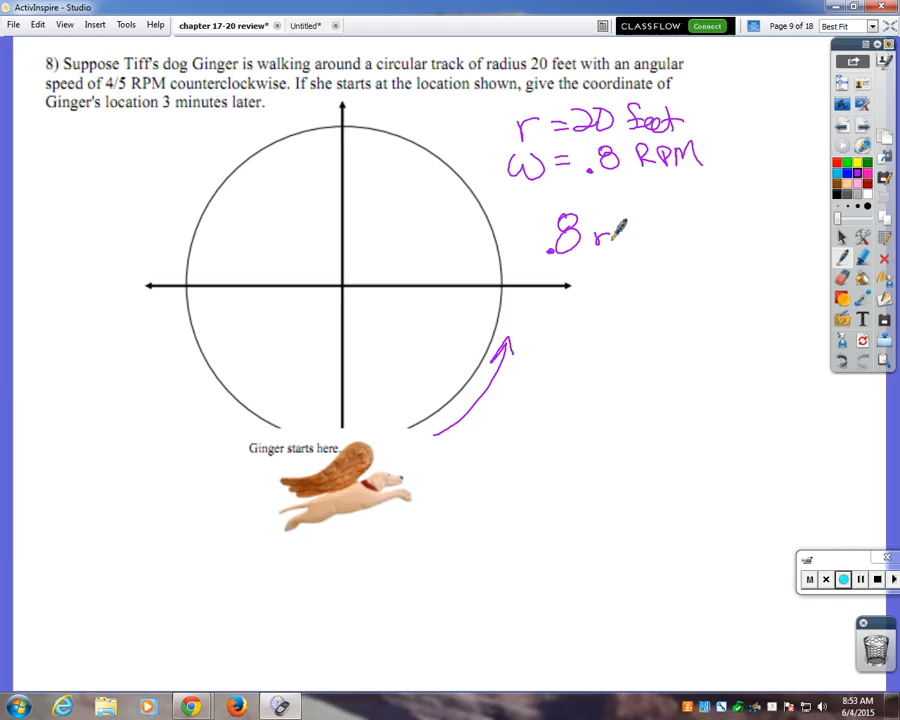 ActivInspire - Studio
File Edit View Insert Tools Help chapter 17-20 review* Untitled* CLASSFLOW Connect Page 9 of 18 Best Fit
8) Suppose Tiff's dog Ginger is walking around a circular track of radius 20 feet with an angular
speed of 4/5 RPM counterclockwise. If she starts at the location shown, give the coordinate of
Ginger's location 3 minutes later.
r = 20 feet
ω = .8 RPM
.8 r
Ginger starts here.
M
8:53 AM
6/4/2015